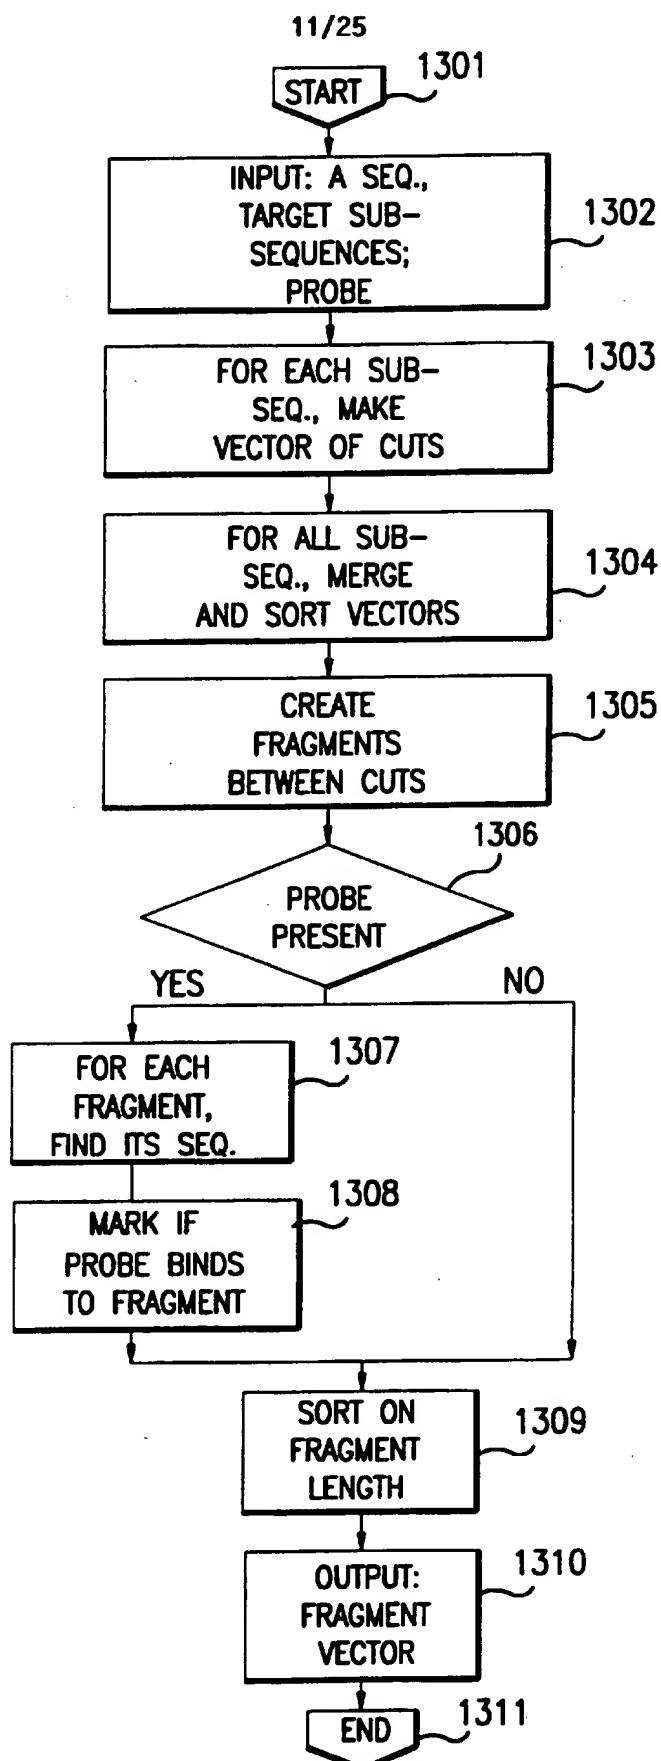 11/25
START
1301
INPUT: A SEQ.,
TARGET SUB-
SEQUENCES;
PROBE
1302
FOR EACH SUB-
SEQ., MAKE
VECTOR OF CUTS
1303
FOR ALL SUB-
SEQ., MERGE
AND SORT VECTORS
1304
CREATE
FRAGMENTS
BETWEEN CUTS
1305
PROBE
PRESENT
1306
YES
NO
FOR EACH
FRAGMENT,
FIND ITS SEQ.
1307
MARK IF
PROBE BINDS
TO FRAGMENT
1308
SORT ON
FRAGMENT
LENGTH
1309
OUTPUT:
FRAGMENT
VECTOR
1310
END
1311